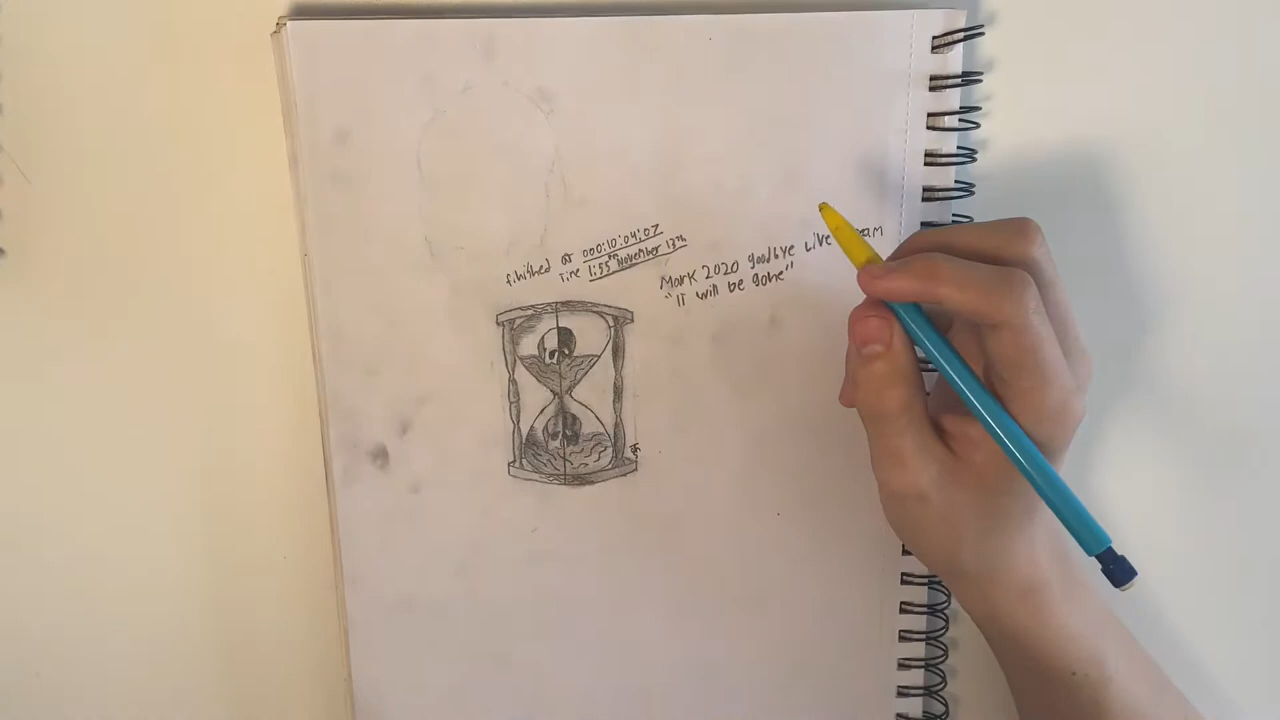 finished at 000:10:04:07
Time 1:55 pm November 13th
Mark 2020 goodbye Live
"IT will be gone"